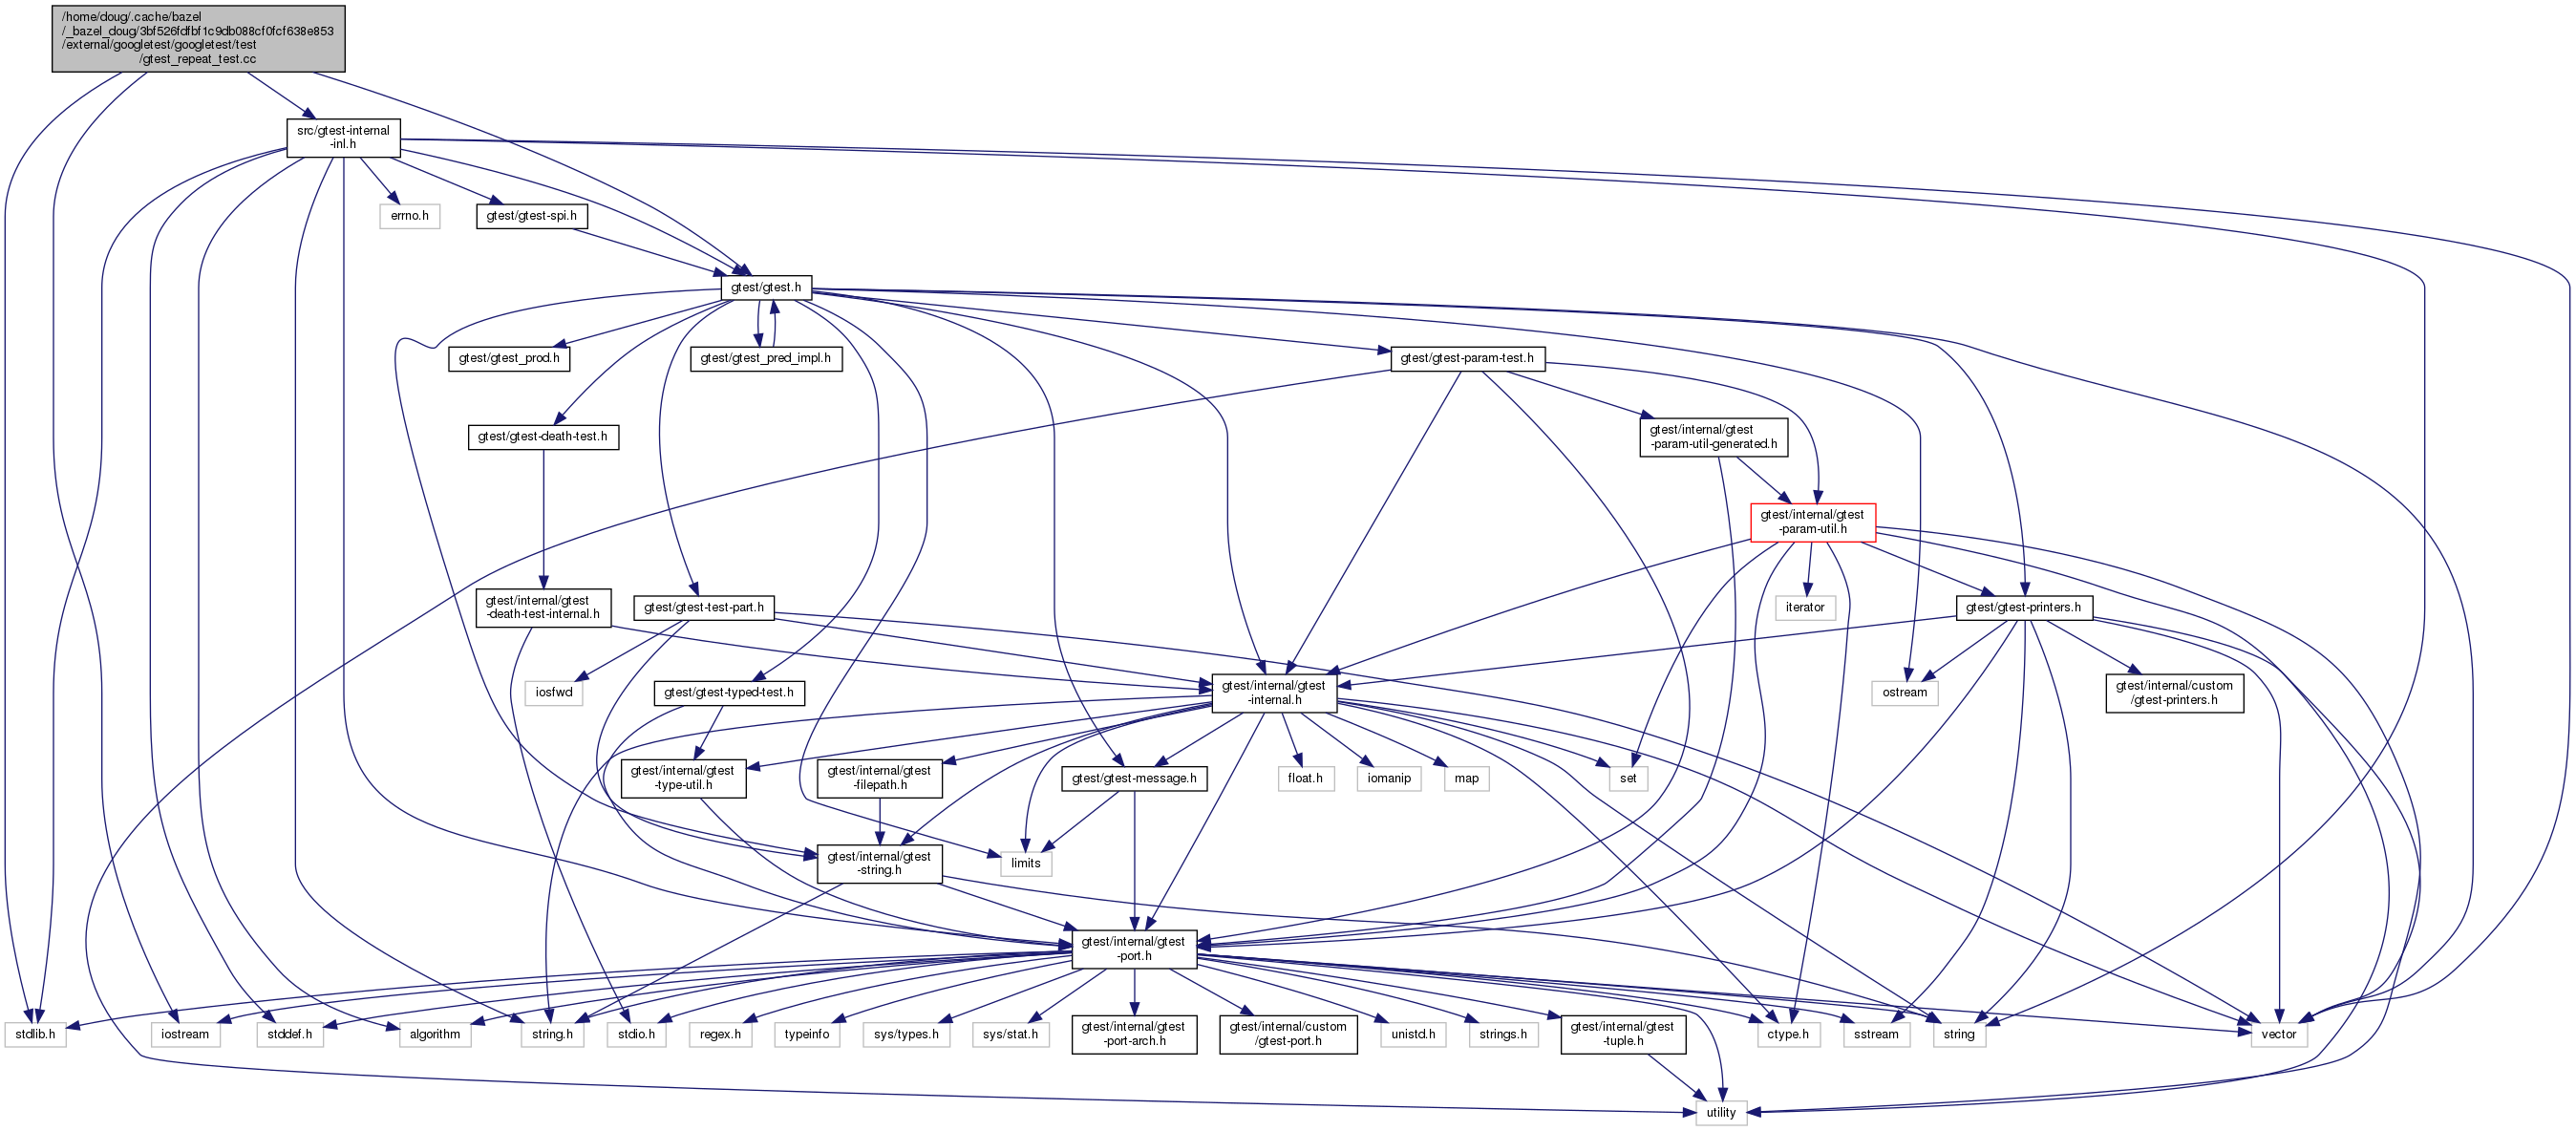 /home/doug/.cache/bazel
/_bazel_doug/3bf526fdfbf1c9db088cf0fcf638e853
/external/googletest/googletest/test
/gtest_repeat_test.cc
src/gtest-internal
-inl.h
errno.h
gtest/gtest-spi.h
gtest/gtest.h
gtest/gtest_prod.h
gtest/gtest_pred_impl.h
gtest/gtest-param-test.h
gtest/gtest-death-test.h
gtest/internal/gtest
-param-util-generated.h
gtest/internal/gtest
-param-util.h
gtest/internal/gtest
-death-test-internal.h
gtest/gtest-test-part.h
iterator
gtest/gtest-printers.h
iosfwd
gtest/gtest-typed-test.h
gtest/internal/gtest
-internal.h
ostream
gtest/internal/custom
/gtest-printers.h
gtest/internal/gtest
-type-util.h
gtest/internal/gtest
-filepath.h
gtest/gtest-message.h
float.h
iomanip
map
set
gtest/internal/gtest
-string.h
limits
gtest/internal/gtest
-port.h
stdlib.h
iostream
stddef.h
algorithm
string.h
stdio.h
regex.h
typeinfo
sys/types.h
sys/stat.h
gtest/internal/gtest
-port-arch.h
gtest/internal/custom
/gtest-port.h
unistd.h
strings.h
gtest/internal/gtest
-tuple.h
ctype.h
sstream
string
vector
utility